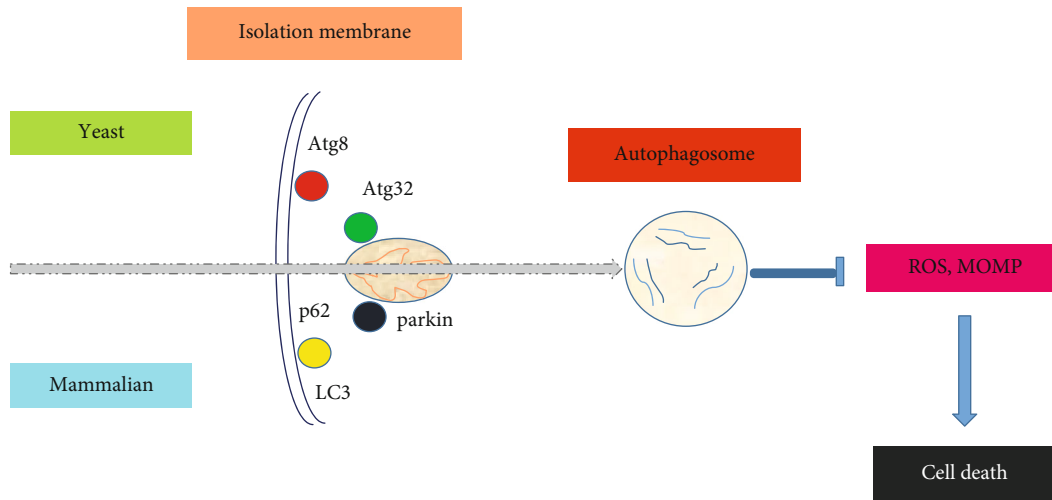 Isolation membrane
Yeast
Atg8
Autophagosome
Atg32
ROS, MOMP
p62
parkin
Mammalian
LC3
Cell death